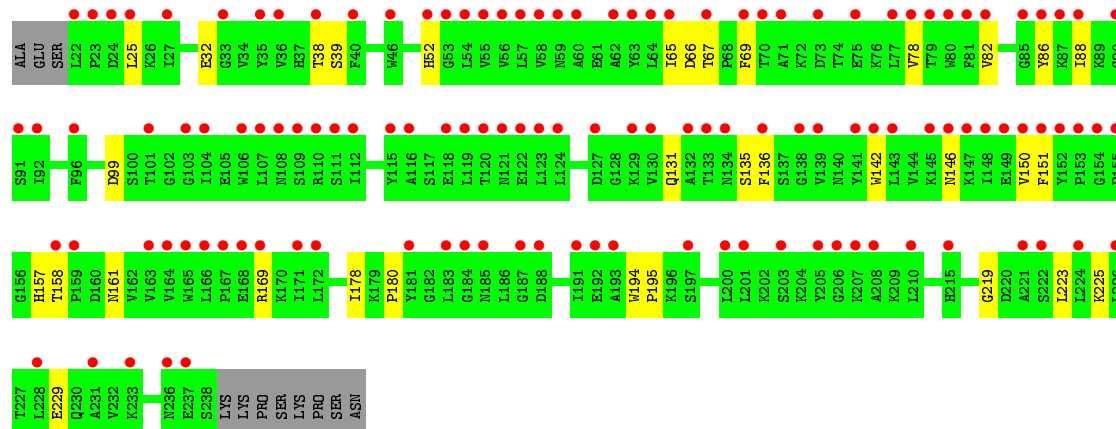 ALA GLU SER L22 P23 D24 L25 K26 I27 E32 G33 V34 Y35 V36 H37 T38 S39 F40 W46 H52 G53 L54 V55 V56 L57 V58 N59 A60 E61 A62 Y63 L64 I65 D66 T67 P68 F69 T70 A71 K72 D73 T74 E75 K76 L77 V78 T79 W80 F81 V82 G85 Y86 K87 I88 K89
S91 I92 F96 D99 S100 T101 G102 G103 I104 E105 W106 L107 N108 S109 R110 S111 I112 Y115 A116 S117 E118 L119 T120 N121 E122 L123 L124 D127 G128 K129 V130 Q131 A132 T133 N134 S135 F136 S137 G138 V139 N140 Y141 W142 L143 V144 K145 N146 K147 I148 E149 V150 F151 Y152 P153 G154
G156 H157 T158 P159 D160 N161 V162 V163 V164 W165 L166 P167 E168 R169 K170 I171 L172 I178 K179 P180 Y181 G182 L183 G184 N185 L186 G187 D188 I191 E192 A193 W194 P195 K196 S197 L200 L201 K202 S203 K204 Y205 G206 K207 A208 K209 L210 H215 G219 D220 A221 S222 L223 L224 K225
T227 L228 E229 Q230 A231 V232 K233 N236 E237 S238 LYS LYS PRO SER LYS PRO SER ASN